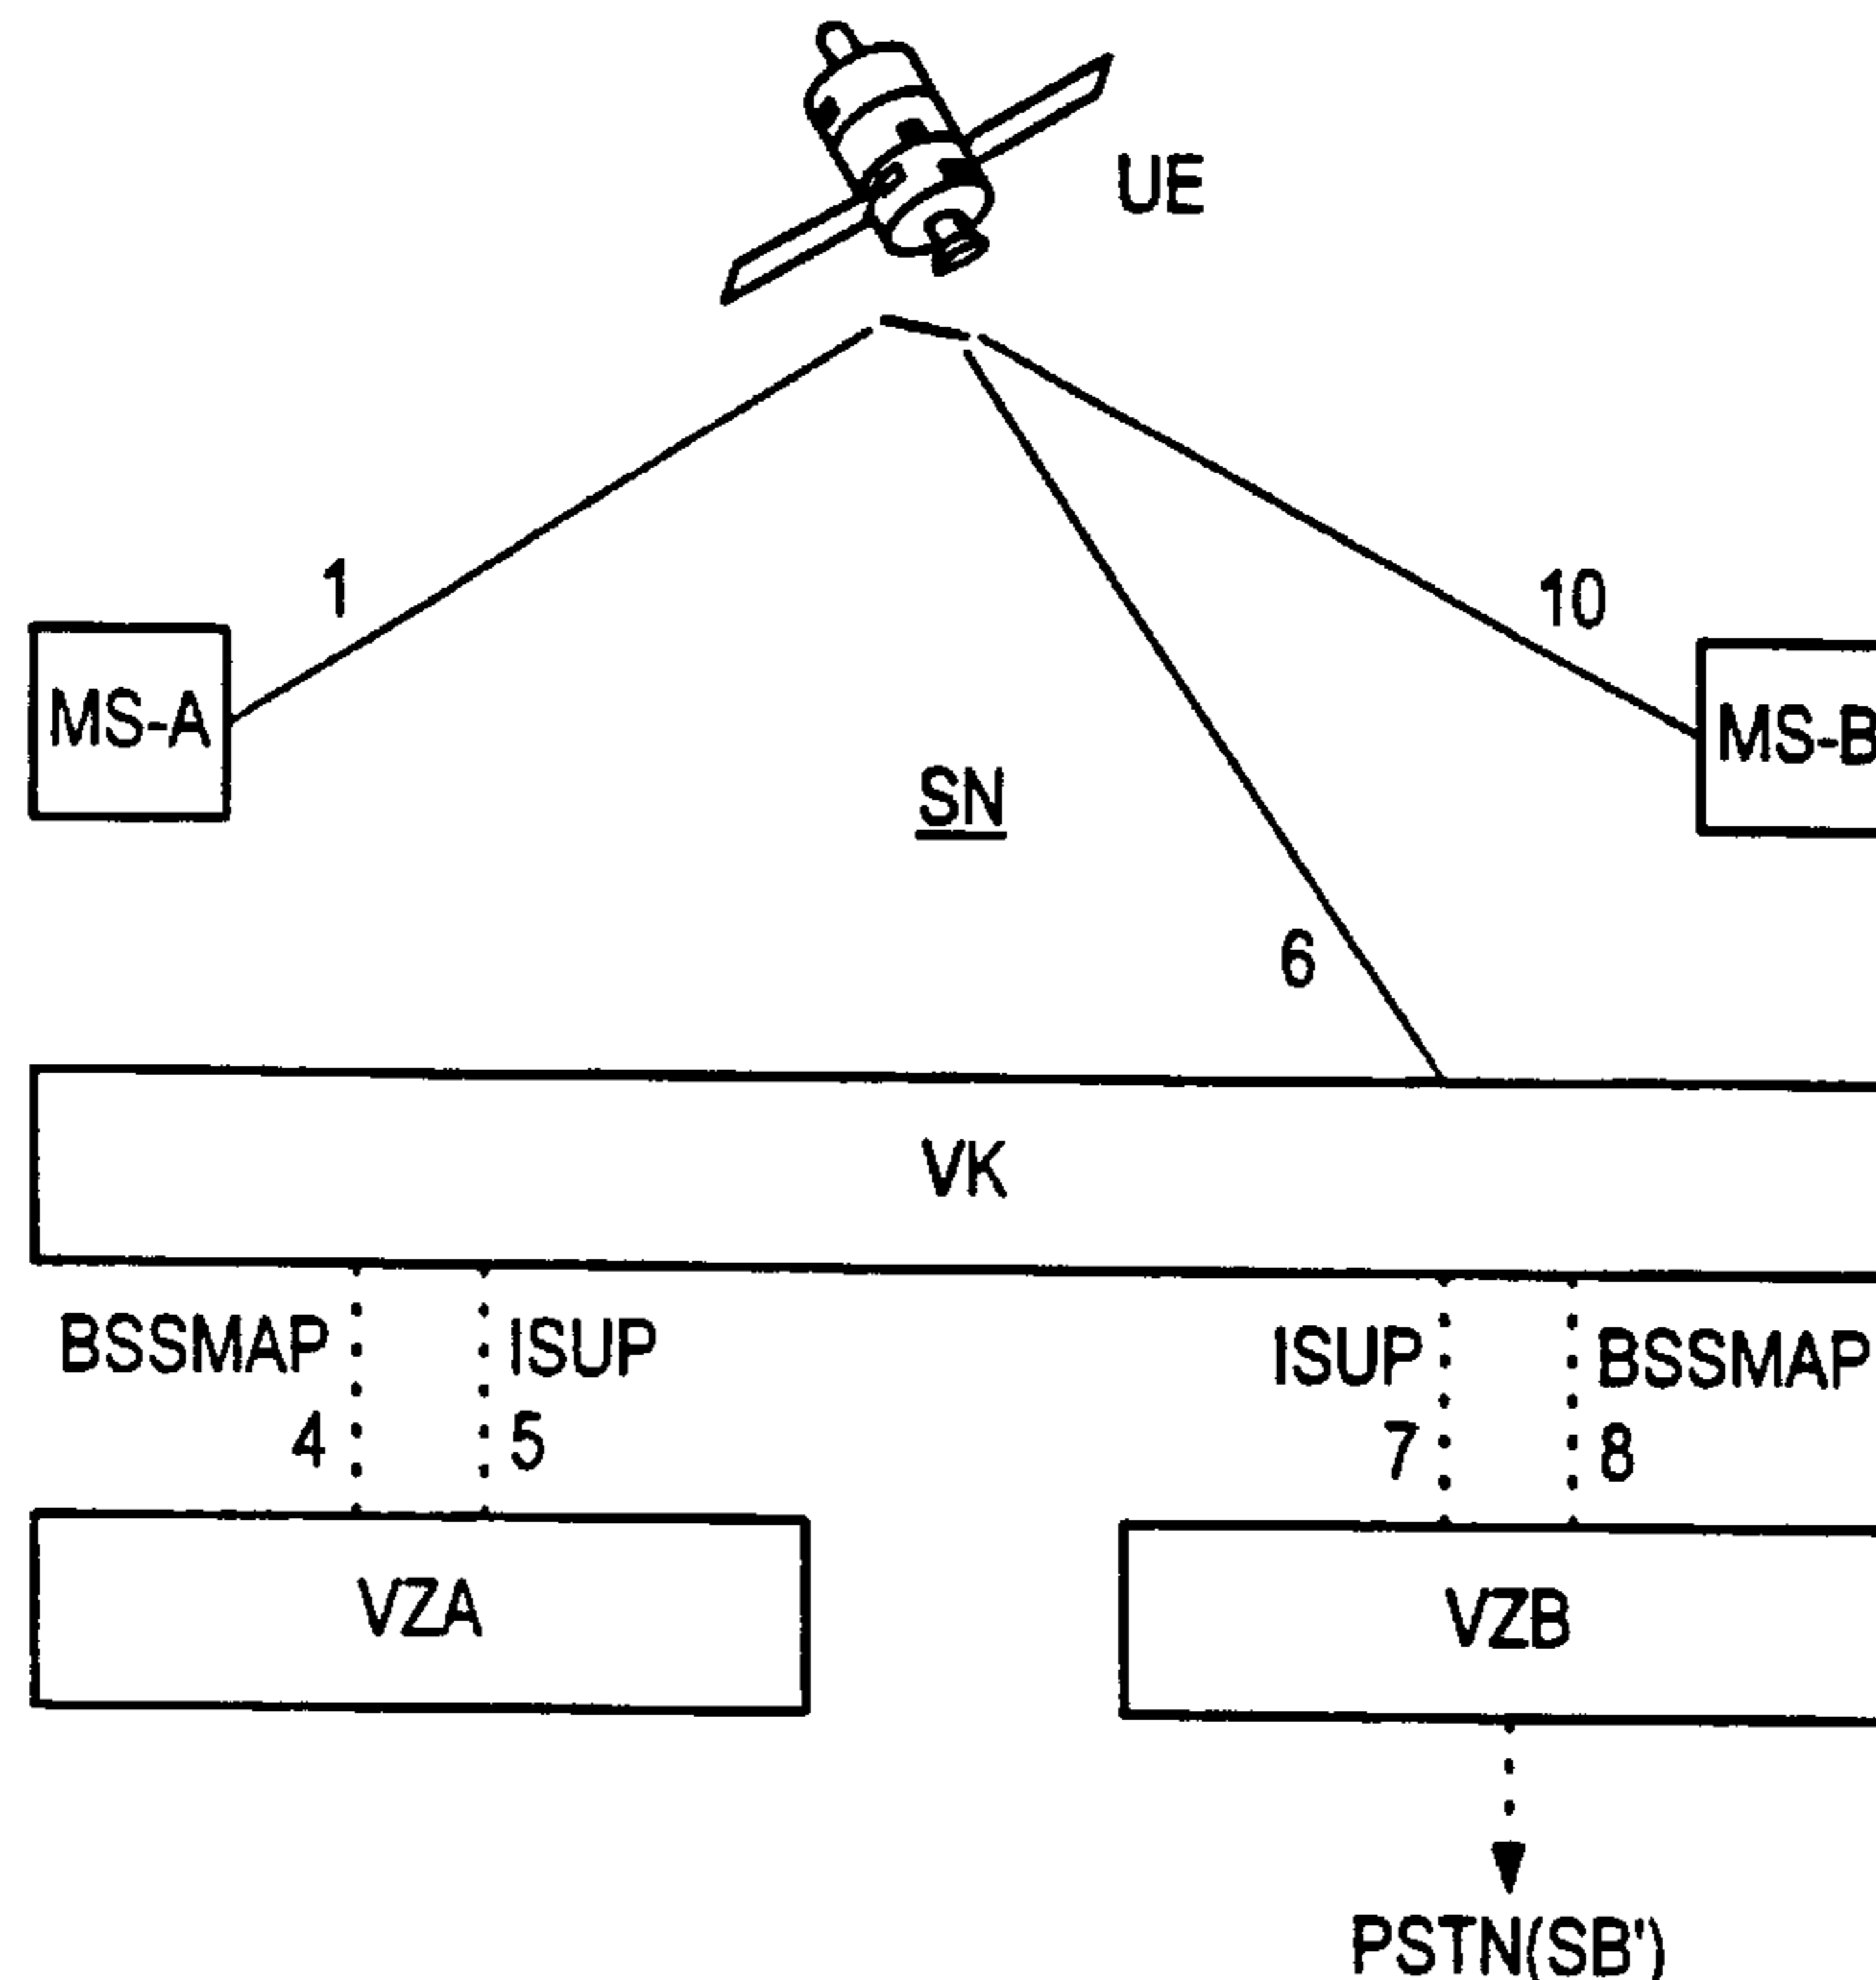 UE
1
10
MS-A
MS-B
SN
6
VK
BSSMAP
ISUP
ISUP
BSSMAP
4
5
7
8
VZA
VZB
PSTN(SB')